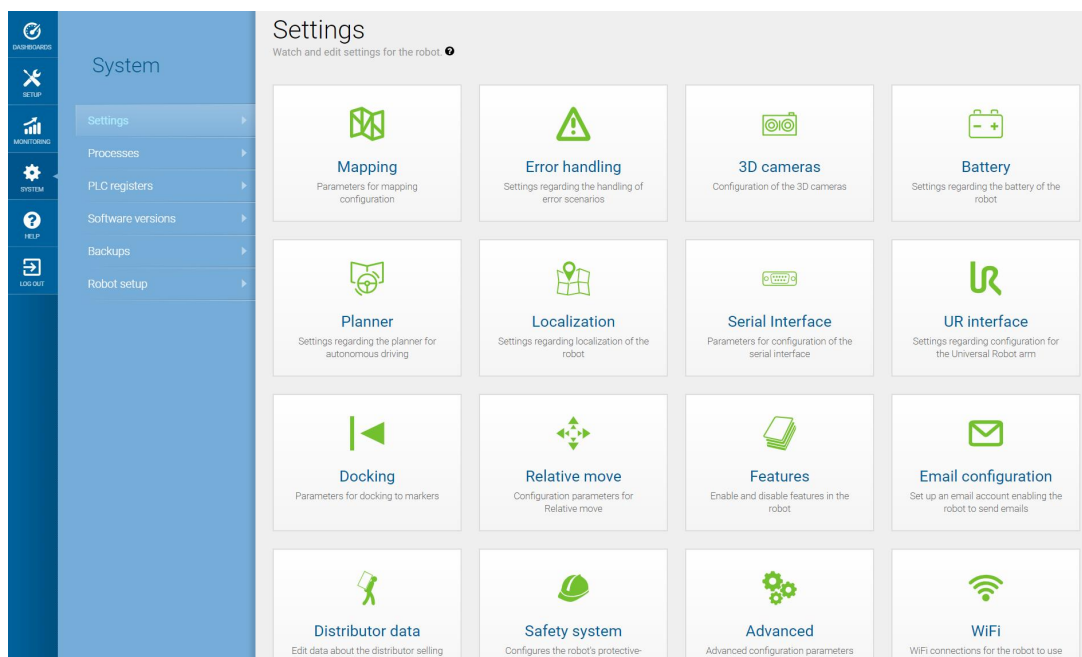 DASHBOARDS
SETUP
MONITORING
SYSTEM
HELP
LOG OUT
System
Settings
Processes
PLC registers
Software versions
Backups
Robot setup
Settings
Watch and edit settings for the robot. ?
Mapping
Parameters for mapping
configuration
Error handling
Settings regarding the handling of
error scenarios
3D cameras
Configuration of the 3D cameras
Battery
Settings regarding the battery of the
robot
Planner
Settings regarding the planner for
autonomous driving
Localization
Settings regarding localization of the
robot
Serial Interface
Parameters for configuration of the
serial interface
UR
UR interface
Settings regarding configuration for
the Universal Robot arm
Docking
Parameters for docking to markers
Relative move
Configuration parameters for
Relative move
Features
Enable and disable features in the
robot
Email configuration
Set up an email account enabling the
robot to send emails
Distributor data
Edit data about the distributor selling
Safety system
Configures the robot's protective-
Advanced
Advanced configuration parameters
WiFi
WiFi connections for the robot to use